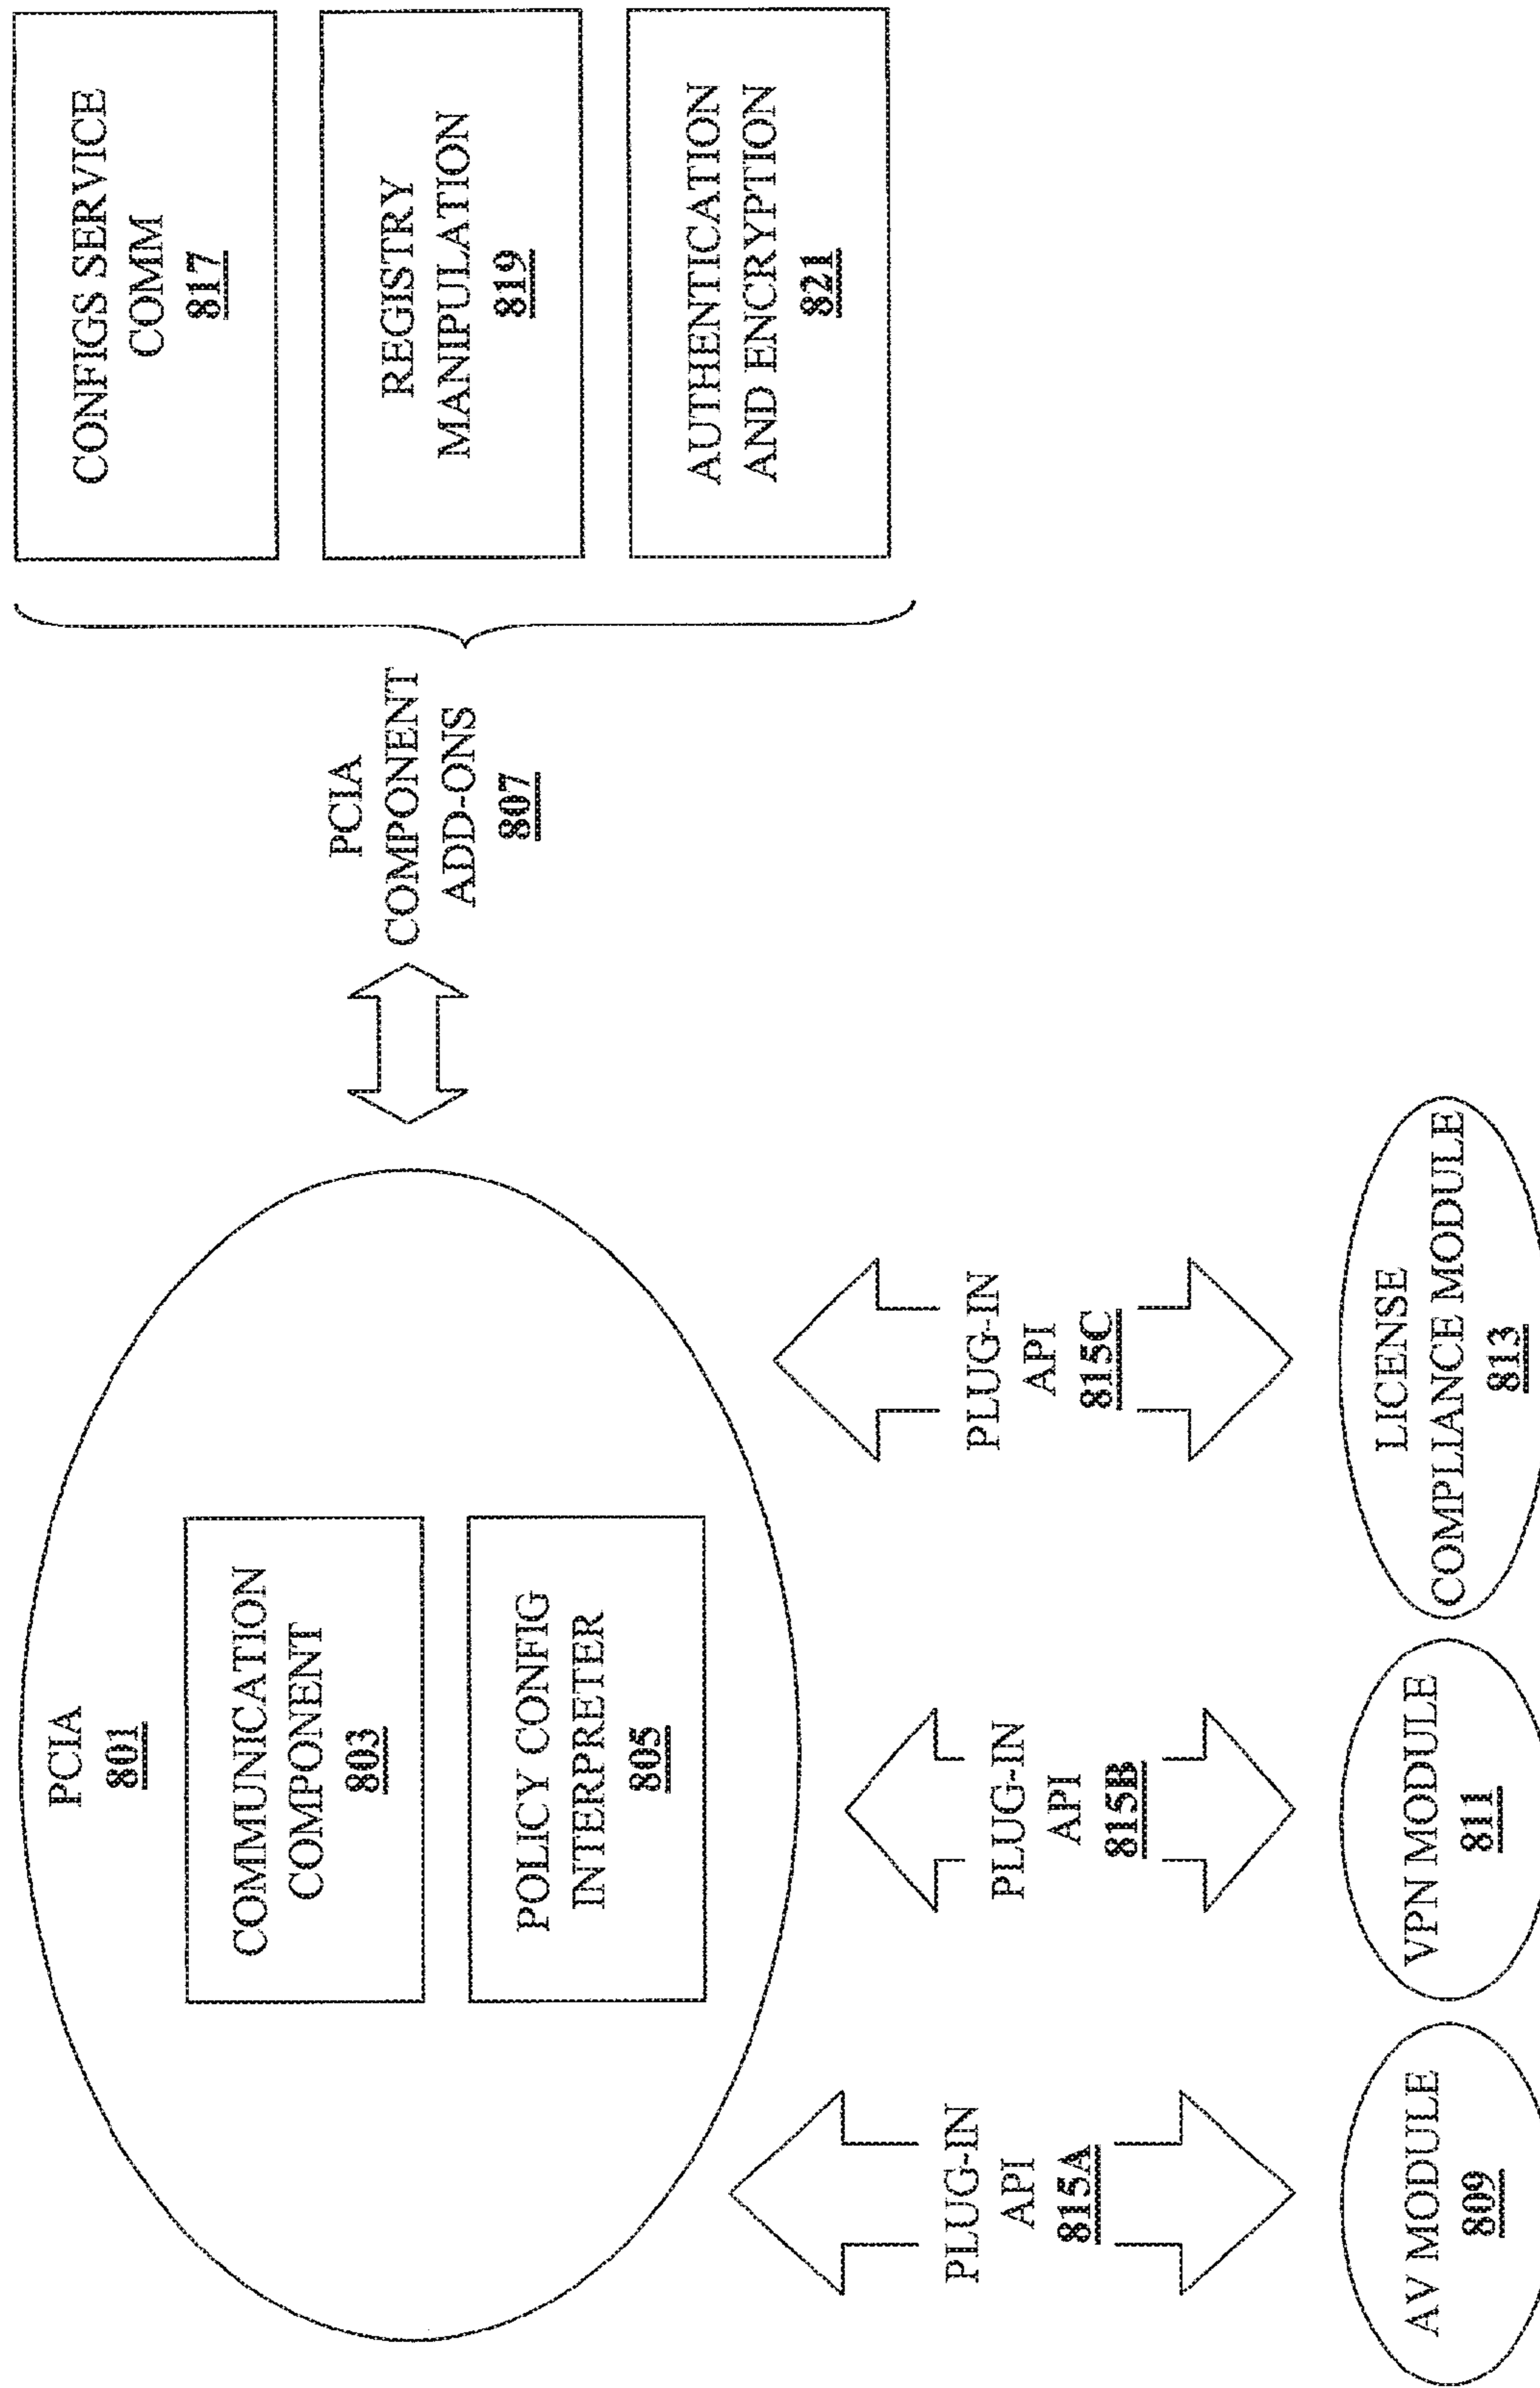 PCIA
801
COMMUNICATION
COMPONENT
803
POLICY CONFIG
INTERPRETER
805
PCIA
COMPONENT
ADD-ONS
807
CONFIGS SERVICE
COMM
817
REGISTRY
MANIPULATION
819
AUTHENTICATION
AND ENCRYPTION
821
PLUG-IN
API
815A
PLUG-IN
API
815B
PLUG-IN
API
815C
AV MODULE
809
VPN MODULE
811
LICENSE
COMPLIANCE MODULE
813